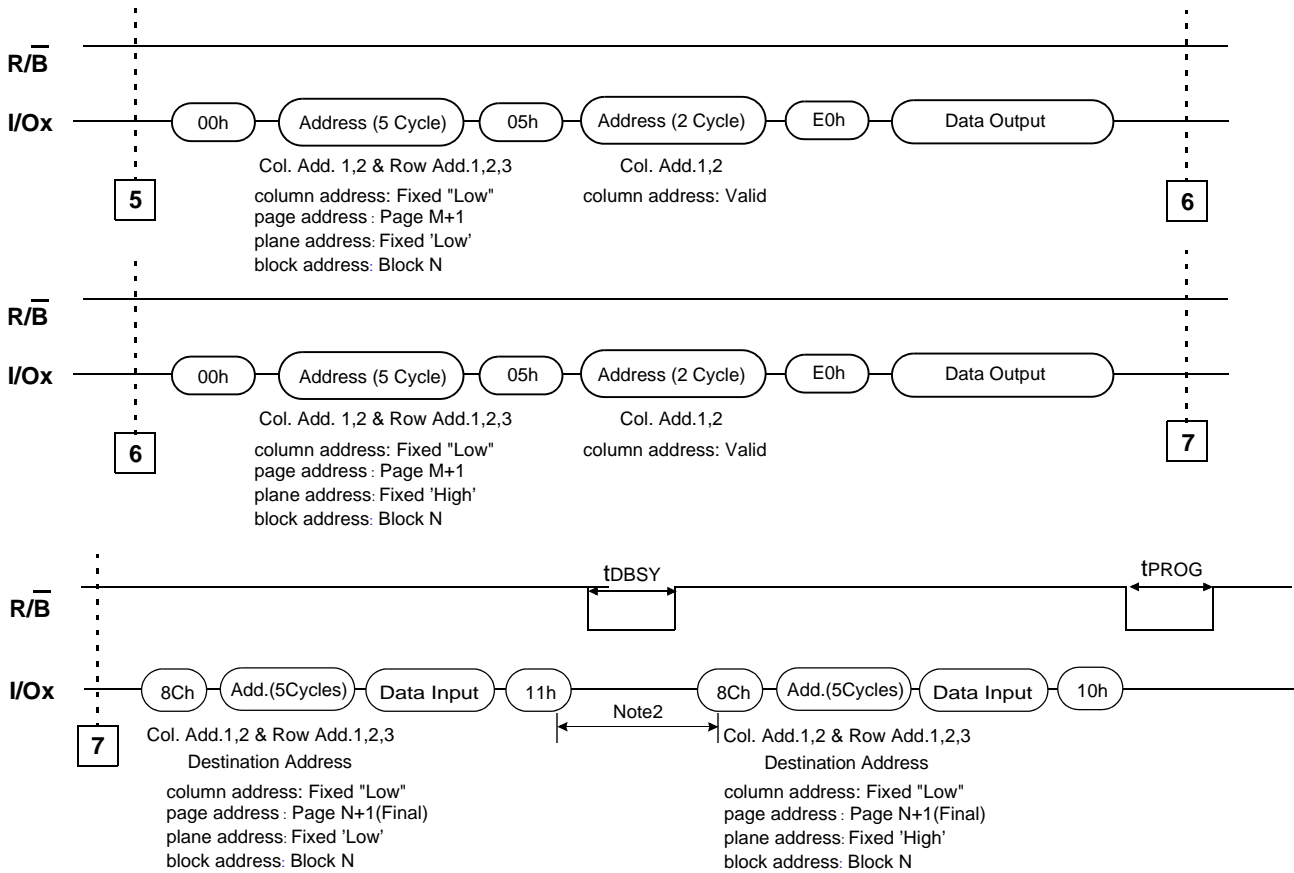 R/B
I/Ox
00h Address (5 Cycle) 05h Address (2 Cycle) E0h Data Output
Col. Add. 1,2 & Row Add.1,2,3 Col. Add.1,2
column address: Fixed "Low" column address: Valid
page address : Page M+1
plane address: Fixed 'Low'
block address: Block N
5 6
R/B
I/Ox
00h Address (5 Cycle) 05h Address (2 Cycle) E0h Data Output
Col. Add. 1,2 & Row Add.1,2,3 Col. Add.1,2
column address: Fixed "Low" column address: Valid
page address : Page M+1
plane address: Fixed 'High'
block address: Block N
6 7
tDBSY tPROG
R/B
I/Ox
8Ch Add.(5Cycles) Data Input 11h 8Ch Add.(5Cycles) Data Input 10h
Note2
7
Col. Add.1,2 & Row Add.1,2,3 Col. Add.1,2 & Row Add.1,2,3
Destination Address Destination Address
column address: Fixed "Low" column address: Fixed "Low"
page address : Page N+1(Final) page address : Page N+1(Final)
plane address: Fixed 'Low' plane address: Fixed 'High'
block address: Block N block address: Block N